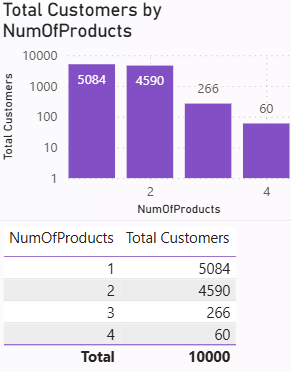 Total Customers by
NumOfProducts
Total Customers
10000
1000
100
10
1
5084
4590
266
60
2
4
NumOfProducts
NumOfProducts Total Customers
1 5084
2 4590
3 266
4 60
Total 10000